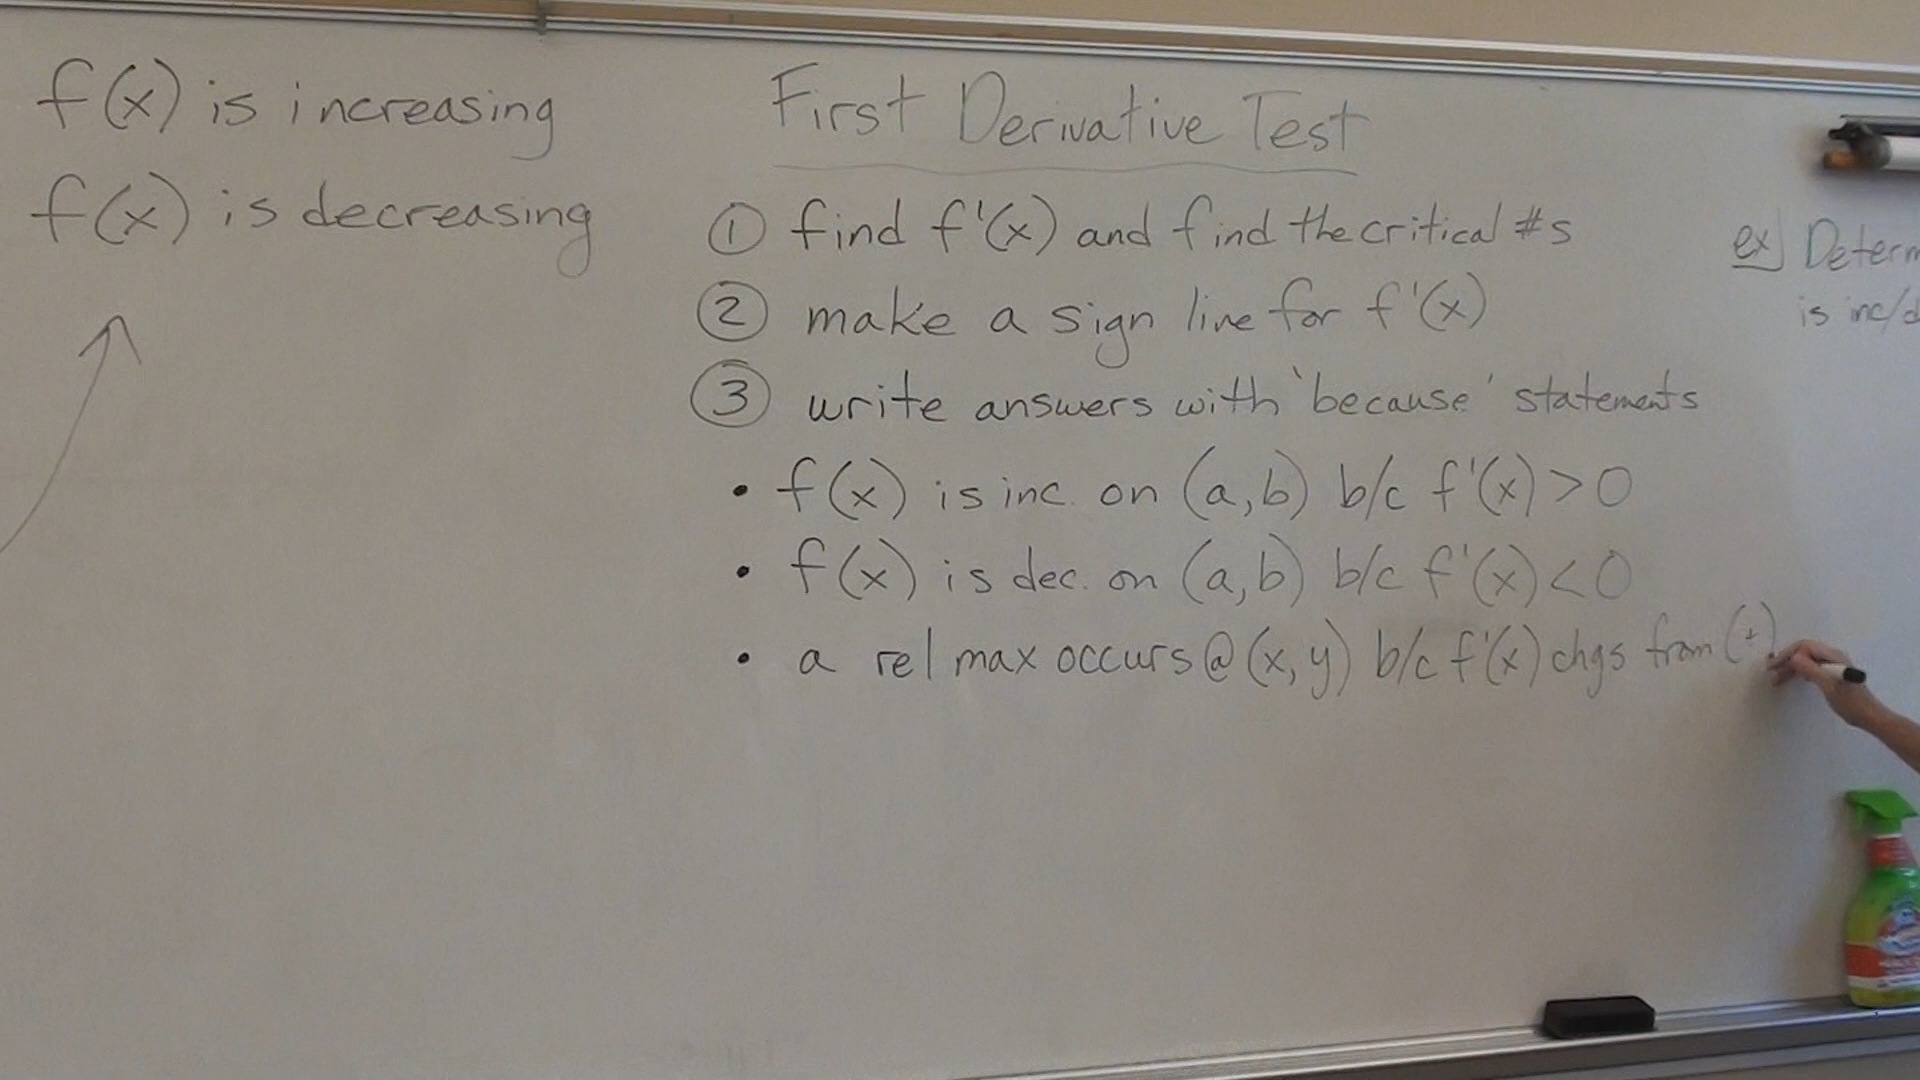 f(x) is increasing
f(x) is decreasing
First Derivative Test
① find f'(x) and find the critical #s
② make a sign line for f'(x)
③ write answers with 'because' statements
• f(x) is inc. on (a,b) b/c f'(x) > 0
• f(x) is dec. on (a,b) b/c f'(x) < 0
• a rel max occurs @ (x,y) b/c f'(x) chgs from (+)
ex) Determ
is inc/d